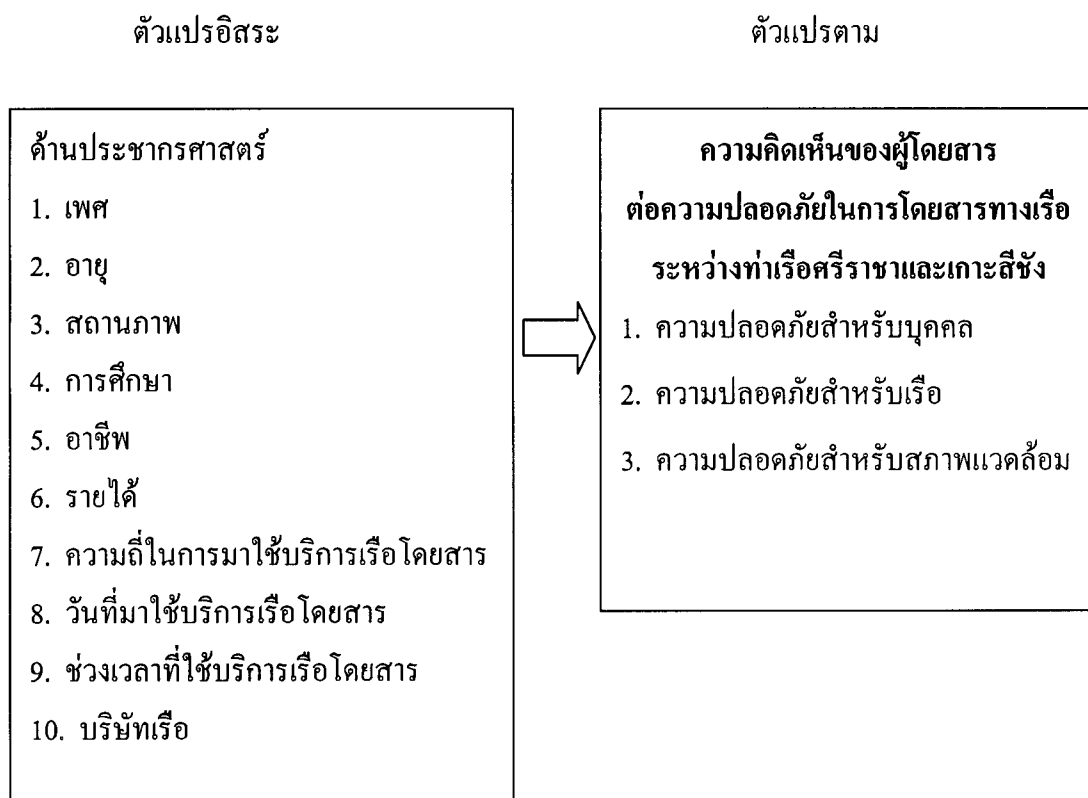 ตัวแปรอิสระ
ตัวแปรตาม
ด้านประชากรศาสตร์
1. เพศ
2. อายุ
3. สถานภาพ
4. การศึกษา
5. อาชีพ
6. รายได้
7. ความถี่ในการมาใช้บริการเรือโดยสาร
8. วันที่มาใช้บริการเรือโดยสาร
9. ช่วงเวลาที่ใช้บริการเรือโดยสาร
10. บริษัทเรือ
ความคิดเห็นของผู้โดยสาร
ต่อความปลอดภัยในการโดยสารทางเรือ
ระหว่างท่าเรือศรีราชาและเกาะสีชัง
1. ความปลอดภัยสำหรับบุคคล
2. ความปลอดภัยสำหรับเรือ
3. ความปลอดภัยสำหรับสภาพแวดล้อม